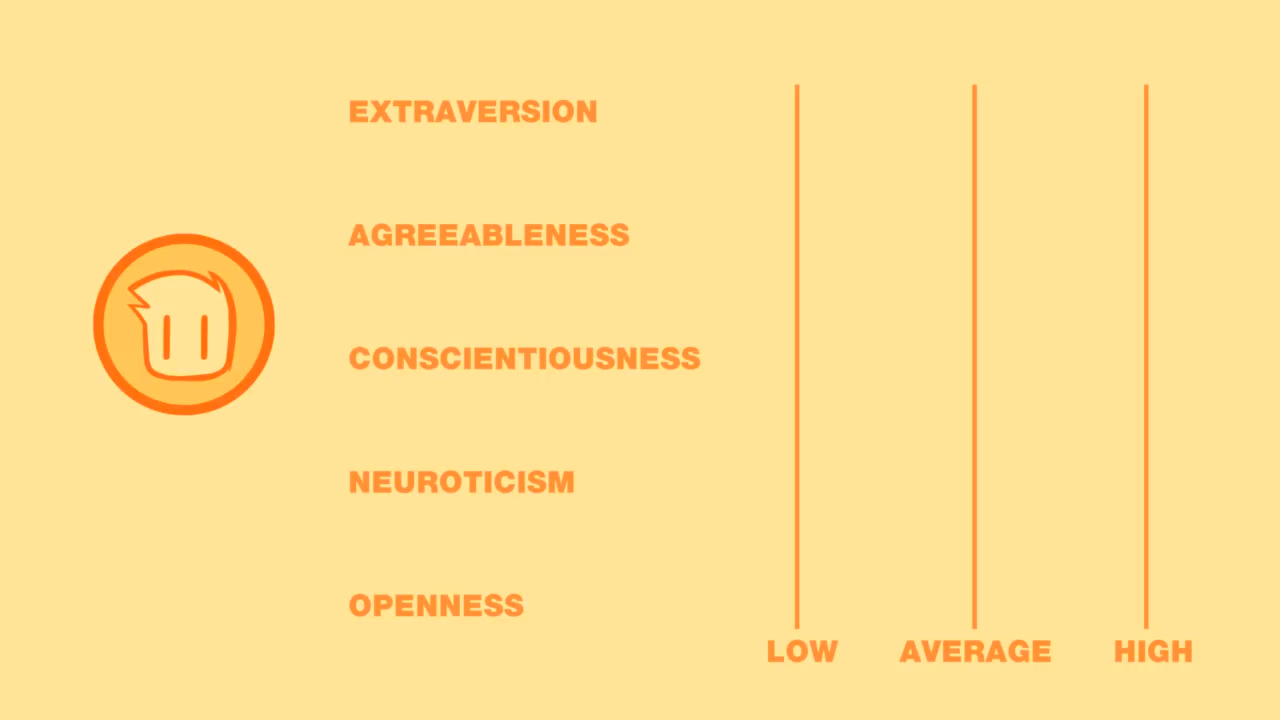 EXTRAVERSION
AGREEABLENESS
CONSCIENTIOUSNESS
NEUROTICISM
OPENNESS
LOW AVERAGE HIGH